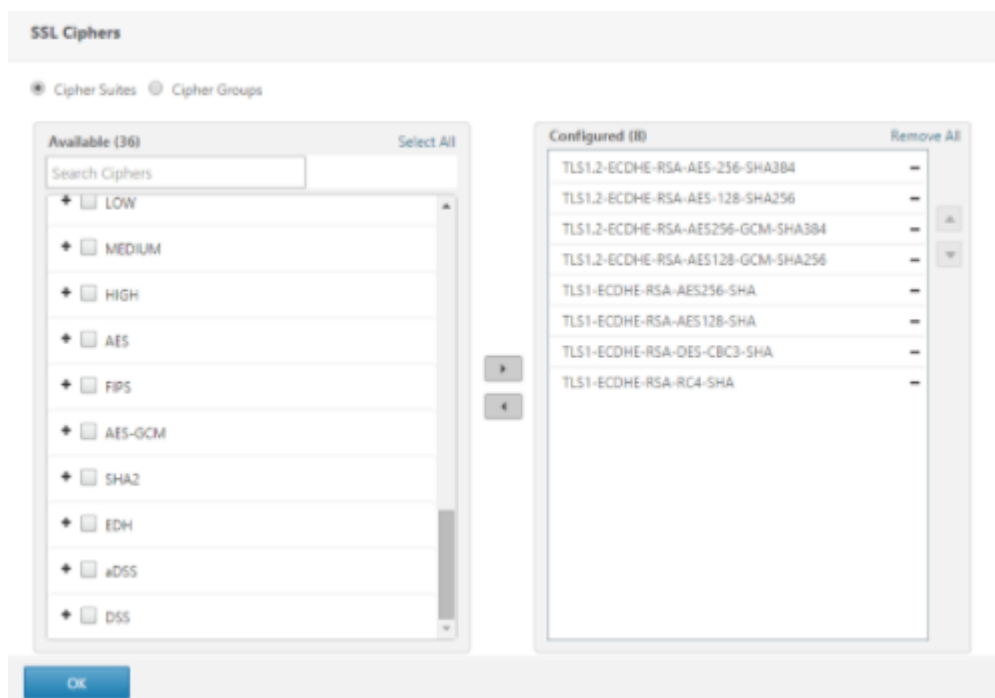 SSL Ciphers
Cipher Suites Cipher Groups
Available (36) Select All
Search Ciphers
LOW
MEDIUM
HIGH
AES
FIPS
AES-GCM
SHA2
EDH
aDSS
DSS
Configured (8) Remove All
TLS1.2-ECDHE-RSA-AES-256-SHA384
TLS1.2-ECDHE-RSA-AES-128-SHA256
TLS1.2-ECDHE-RSA-AES256-GCM-SHA384
TLS1.2-ECDHE-RSA-AES128-GCM-SHA256
TLS1-ECDHE-RSA-AES256-SHA
TLS1-ECDHE-RSA-AES128-SHA
TLS1-ECDHE-RSA-DES-CBC3-SHA
TLS1-ECDHE-RSA-RC4-SHA
OK